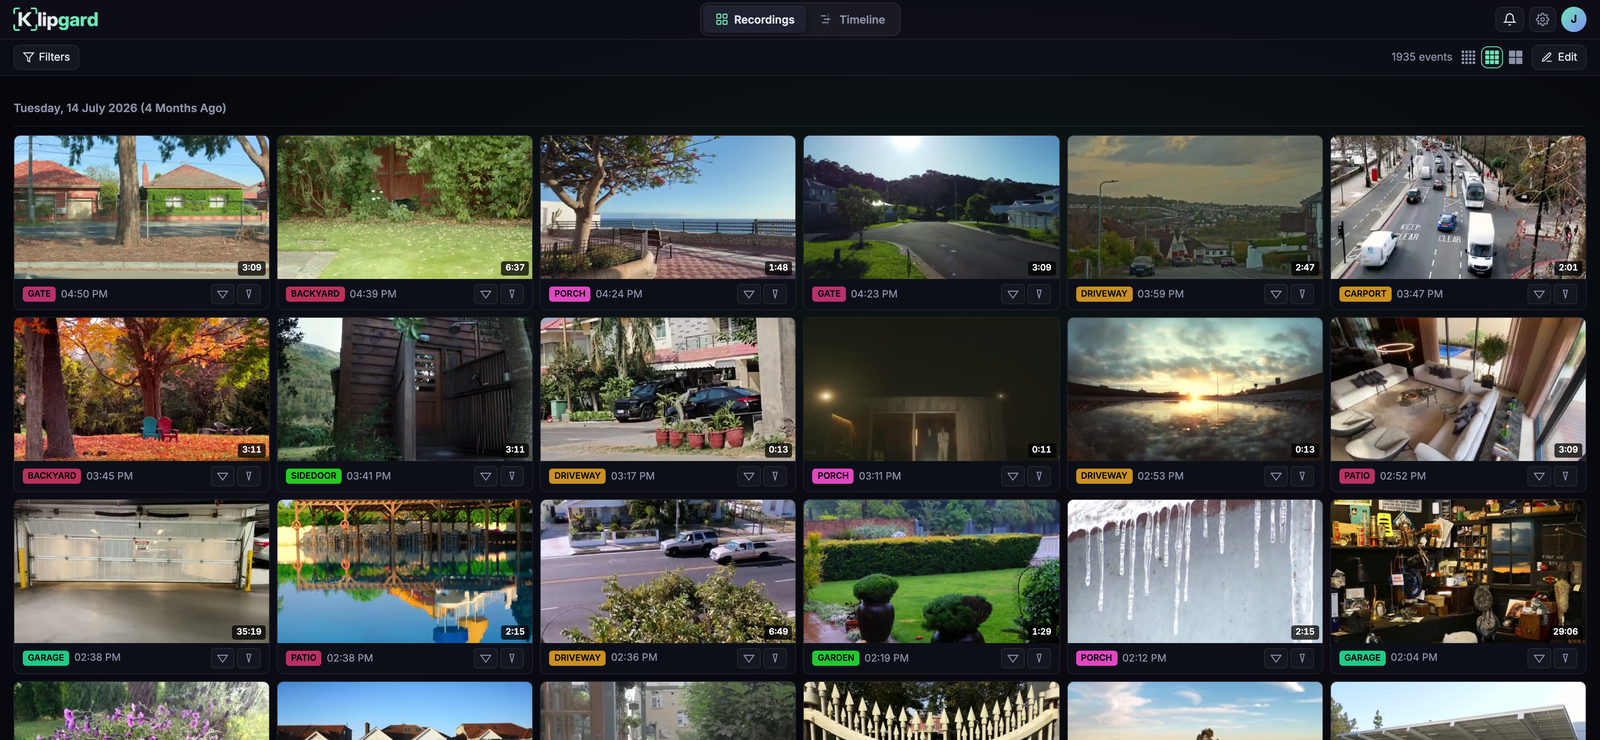 Klipgard
Recordings
Timeline
J
Filters
1935 events
Edit
Tuesday, 14 July 2026 (4 Months Ago)
3:09
6:37
1:48
3:09
2:47
KEEP
CLEAR
CLEAR
2:01
GATE 04:50 PM
BACKYARD 04:39 PM
PORCH 04:24 PM
GATE 04:23 PM
DRIVEWAY 03:59 PM
CARPORT 03:47 PM
3:11
3:11
0:13
0:11
0:13
3:09
BACKYARD 03:45 PM
SIDEDOOR 03:41 PM
DRIVEWAY 03:17 PM
PORCH 03:11 PM
DRIVEWAY 02:53 PM
PATIO 02:52 PM
35:19
2:15
6:49
1:29
2:15
FIRST AID
29:06
GARAGE 02:38 PM
PATIO 02:38 PM
DRIVEWAY 02:36 PM
GARDEN 02:19 PM
PORCH 02:12 PM
GARAGE 02:04 PM